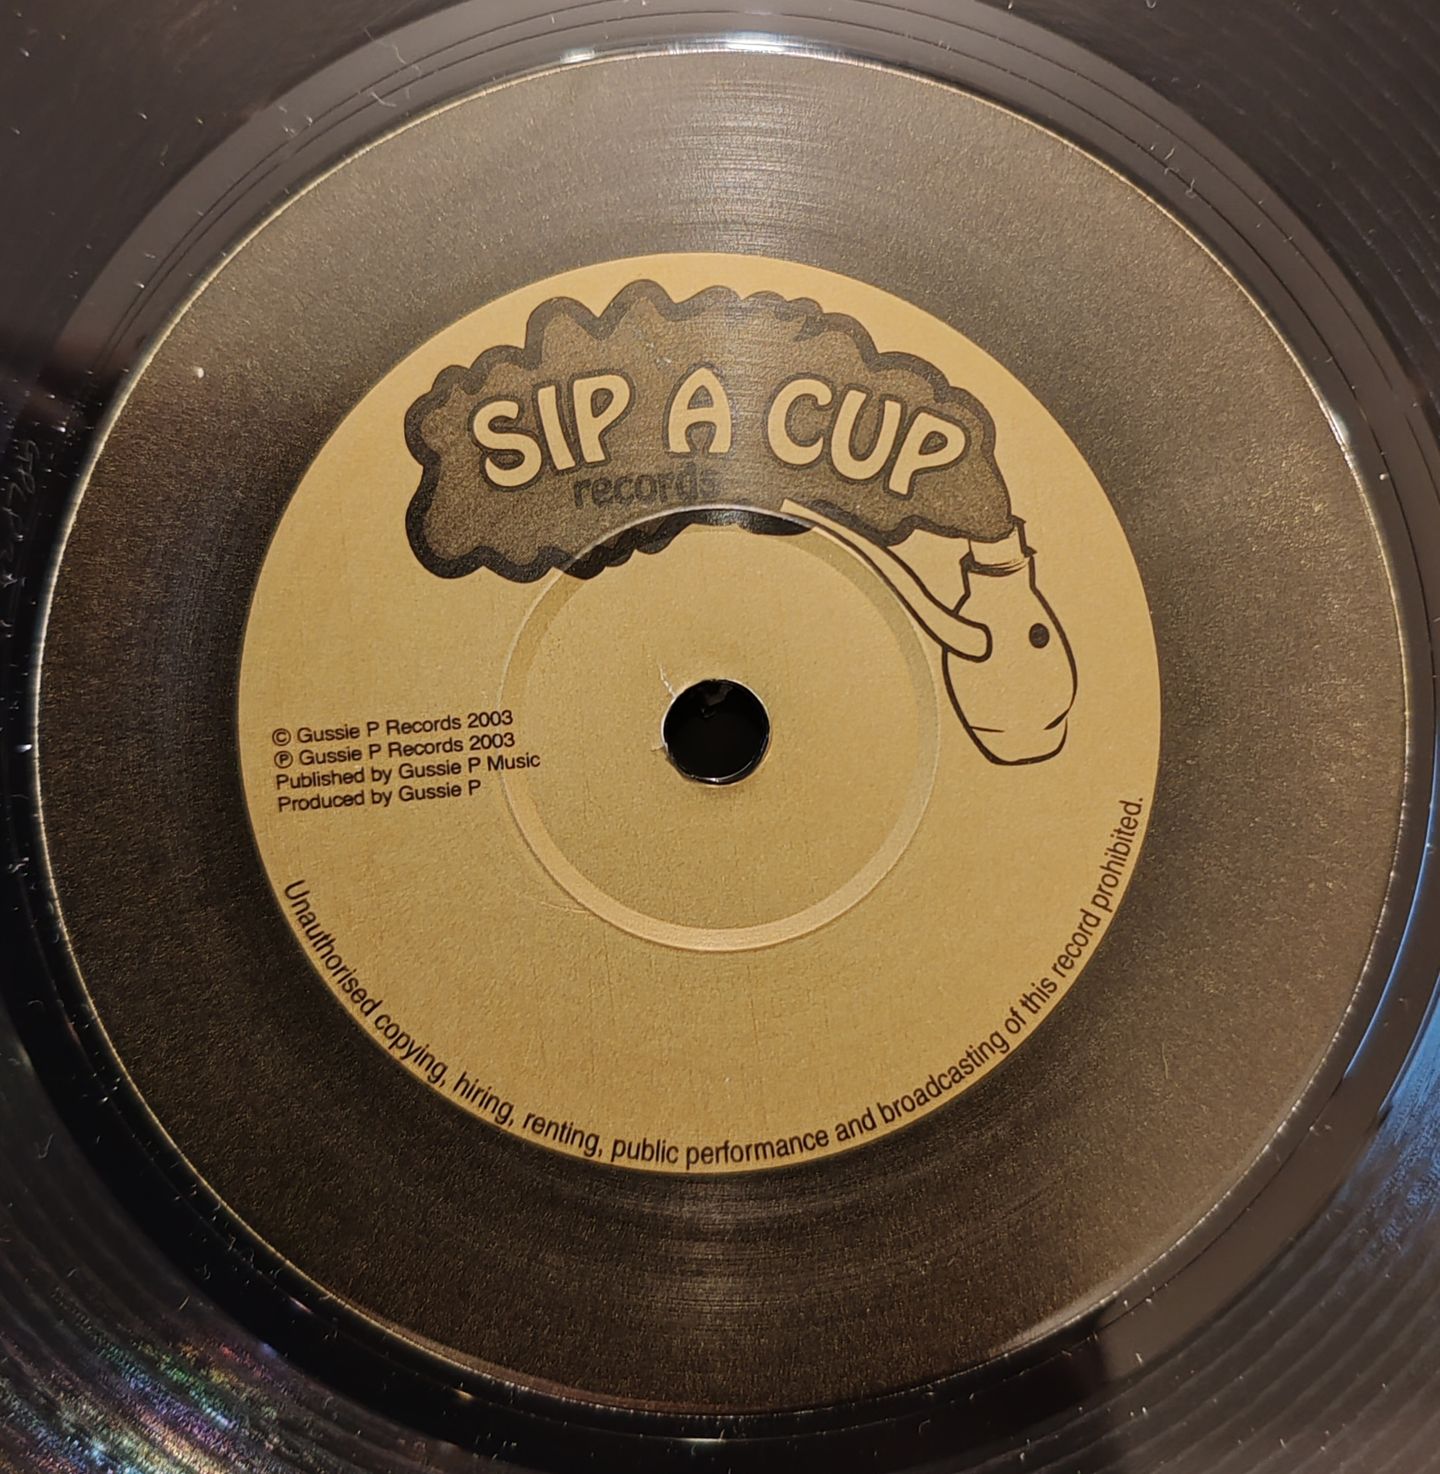 SIP A CUP
records
© Gussie P Records 2003
℗ Gussie P Records 2003
Published by Gussie P Music
Produced by Gussie P
Unauthorised copying, hiring, renting, public performance and broadcasting of this record prohibited.